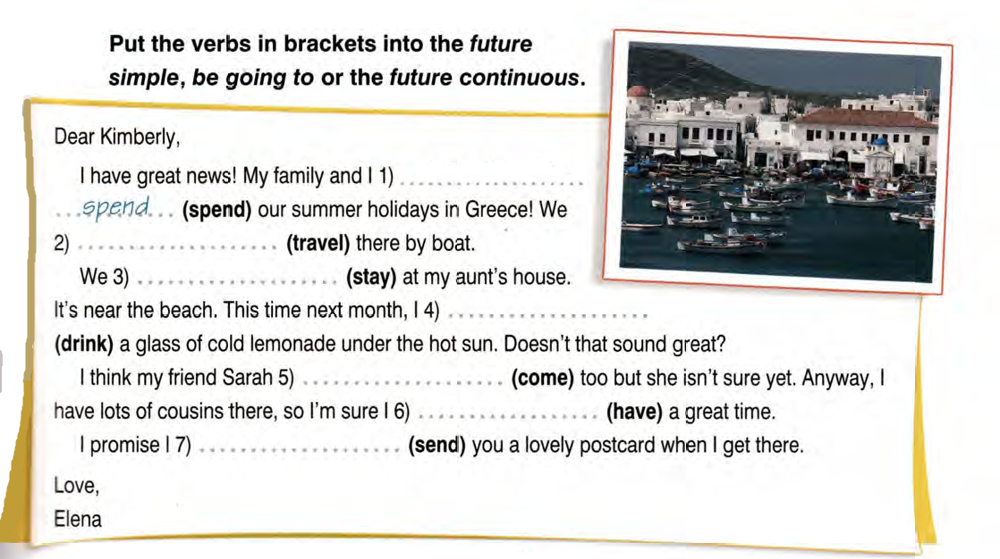 Put the verbs in brackets into the future
simple, be going to or the future continuous.
Dear Kimberly,
I have great news! My family and I 1) ....................
...spend... (spend) our summer holidays in Greece! We
2) .................... (travel) there by boat.
We 3) .................... (stay) at my aunt's house.
It's near the beach. This time next month, I 4) ....................
(drink) a glass of cold lemonade under the hot sun. Doesn't that sound great?
I think my friend Sarah 5) .................... (come) too but she isn't sure yet. Anyway, I
have lots of cousins there, so I'm sure I 6) .................... (have) a great time.
I promise I 7) .................... (send) you a lovely postcard when I get there.
Love,
Elena